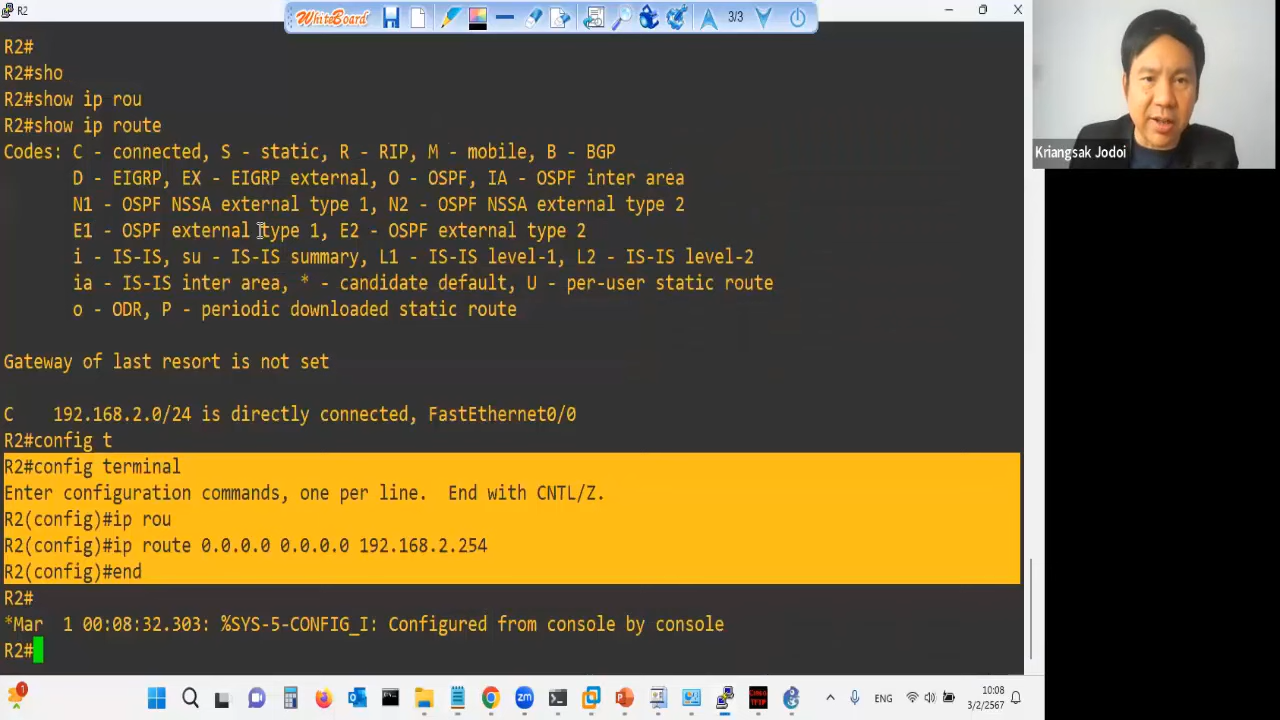 R2
WhiteBoard
3/3
R2#
R2#sho
R2#show ip rou
R2#show ip route
Codes: C - connected, S - static, R - RIP, M - mobile, B - BGP
D - EIGRP, EX - EIGRP external, O - OSPF, IA - OSPF inter area
N1 - OSPF NSSA external type 1, N2 - OSPF NSSA external type 2
E1 - OSPF external type 1, E2 - OSPF external type 2
i - IS-IS, su - IS-IS summary, L1 - IS-IS level-1, L2 - IS-IS level-2
ia - IS-IS inter area, * - candidate default, U - per-user static route
o - ODR, P - periodic downloaded static route
Gateway of last resort is not set
C    192.168.2.0/24 is directly connected, FastEthernet0/0
R2#config t
R2#config terminal
Enter configuration commands, one per line.  End with CNTL/Z.
R2(config)#ip rou
R2(config)#ip route 0.0.0.0 0.0.0.0 192.168.2.254
R2(config)#end
R2#
*Mar  1 00:08:32.303: %SYS-5-CONFIG_I: Configured from console by console
R2#
Kriangsak Jodoi
1
zm
ENG
10:08
3/2/2567